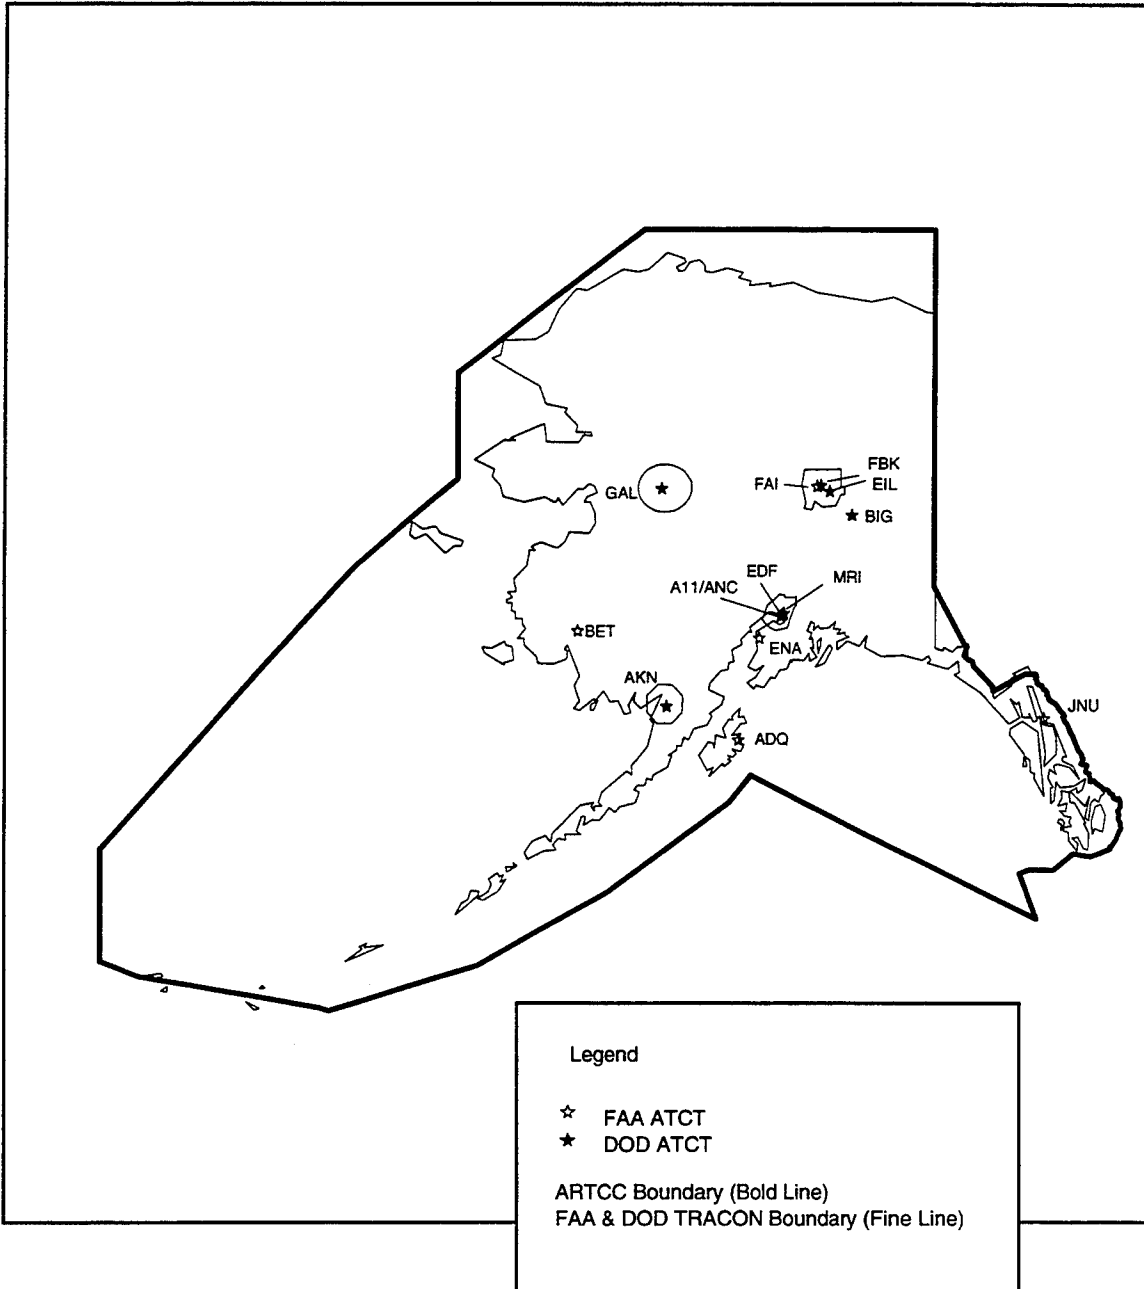 FBK
FAI
EIL
GAL
BIG
EDF
MRI
A11/ANC
BET
ENA
AKN
JNU
ADQ
Legend
FAA ATCT
DOD ATCT
ARTCC Boundary (Bold Line)
FAA & DOD TRACON Boundary (Fine Line)